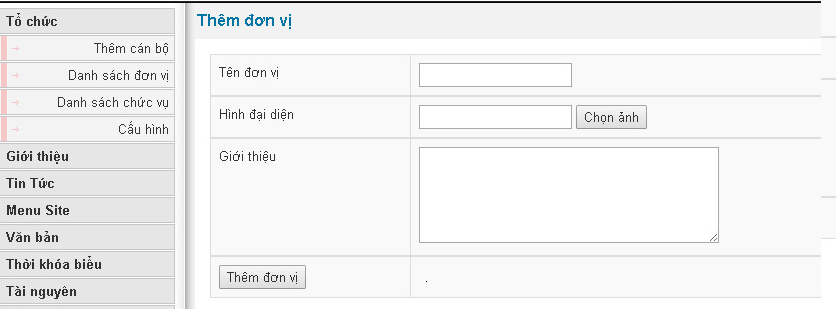 Tổ chức
Thêm cán bộ
Danh sách đơn vị
Danh sách chức vụ
Cấu hình
Giới thiệu
Tin Tức
Menu Site
Văn bản
Thời khóa biểu
Tài nguyên
Thêm đơn vị
Tên đơn vị
Hình đại diện
Chọn ảnh
Giới thiệu
Thêm đơn vị
.